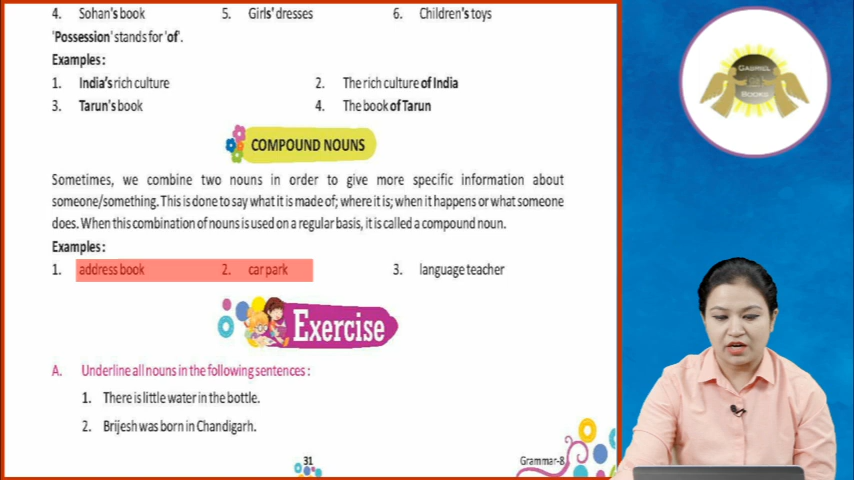 4. Sohan's book 5. Girls' dresses 6. Children's toys
'Possession' stands for 'of'.
Examples:
1. India's rich culture 2. The rich culture of India
3. Tarun's book 4. The book of Tarun
COMPOUND NOUNS
Sometimes, we combine two nouns in order to give more specific information about
someone/something. This is done to say what it is made of; where it is; when it happens or what someone
does. When this combination of nouns is used on a regular basis, it is called a compound noun.
Examples:
1. address book 2. car park 3. language teacher
Exercise
A. Underline all nouns in the following sentences :
1. There is little water in the bottle.
2. Brijesh was born in Chandigarh.
31
Grammar-8
GABRIEL
BOOKS